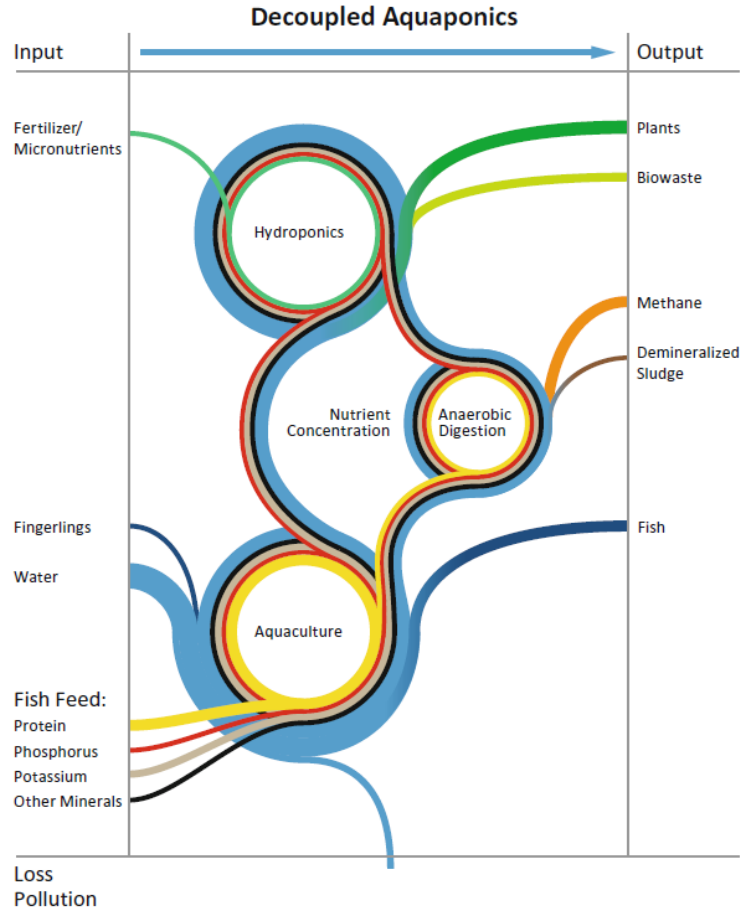 Decoupled Aquaponics
Input
Output
Fertilizer/
Micronutrients
Plants
Biowaste
Hydroponics
Methane
Demineralized
Sludge
Nutrient
Concentration
Anaerobic
Digestion
Fingerlings
Fish
Water
Aquaculture
Fish Feed:
Protein
Phosphorus
Potassium
Other Minerals
Loss
Pollution